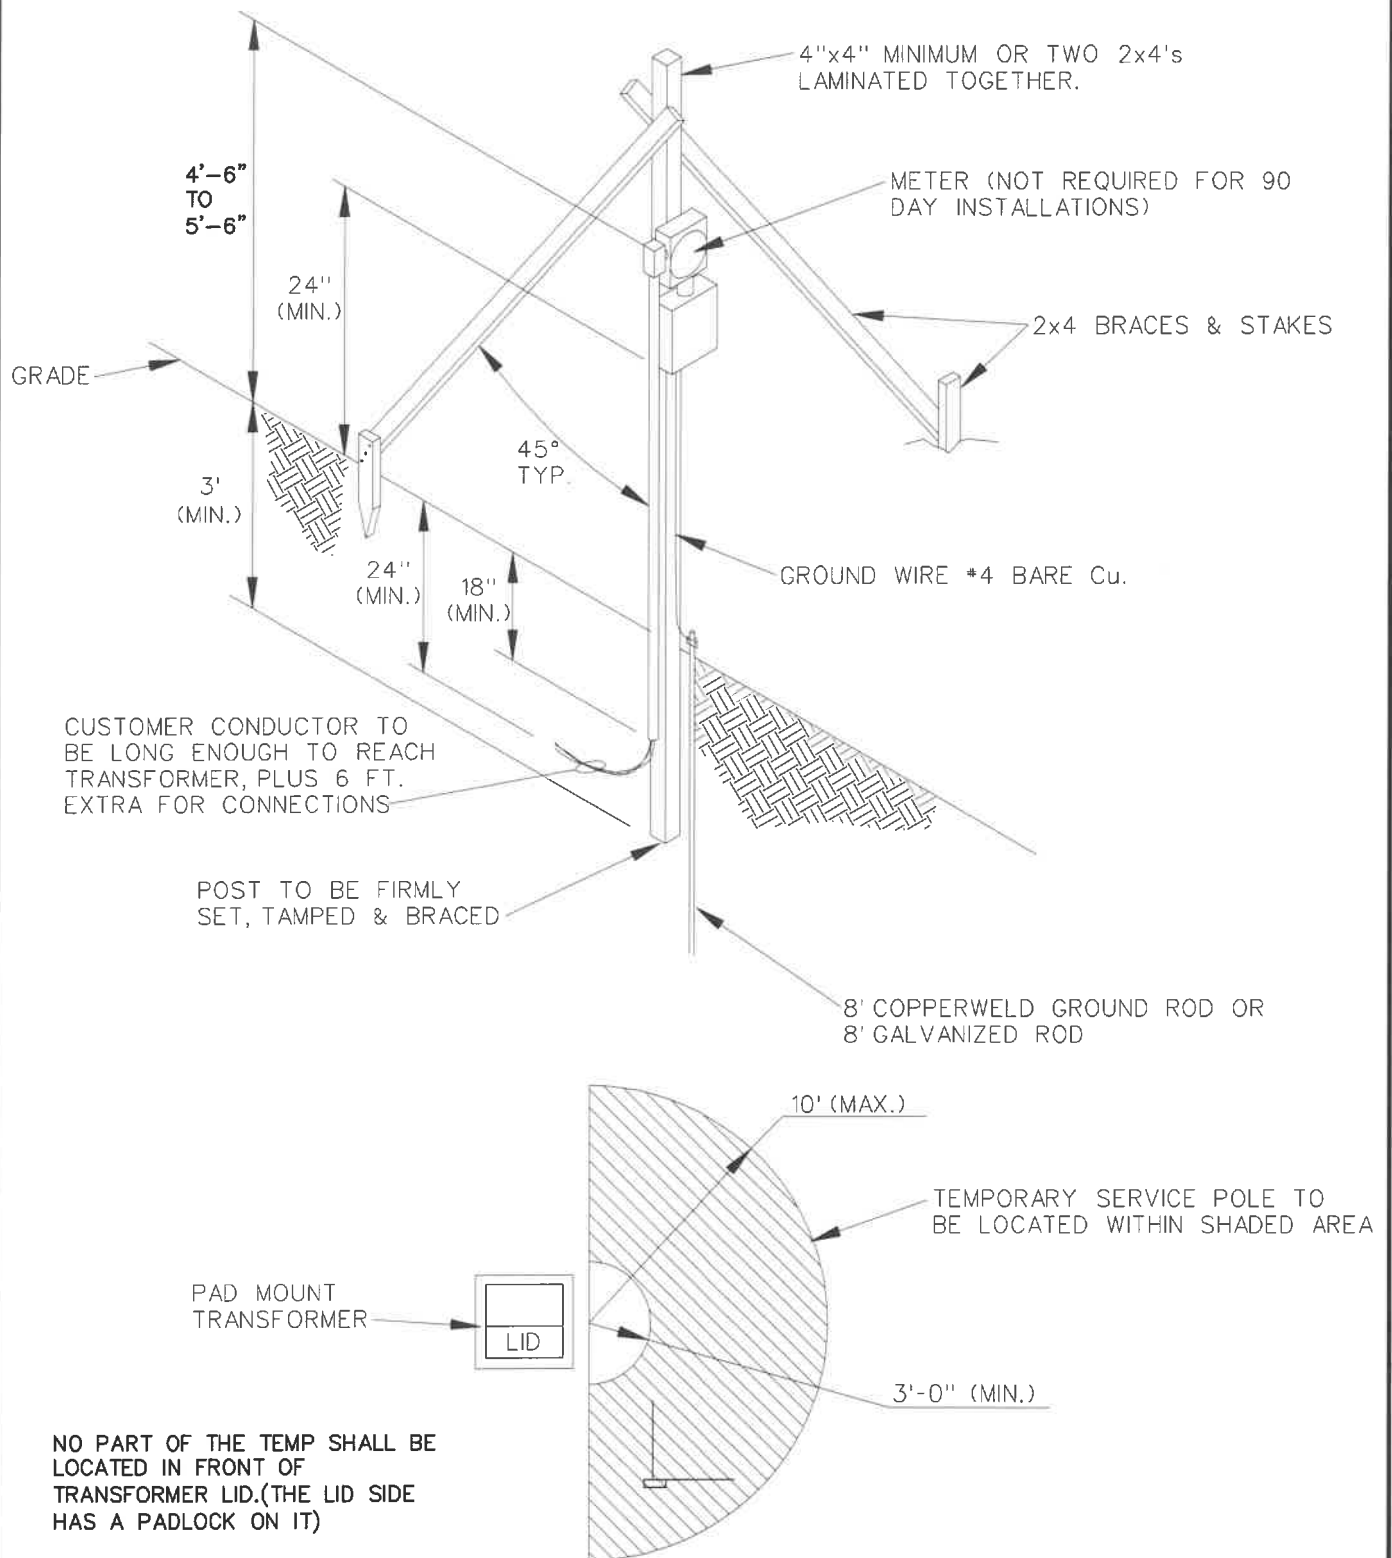 4"x4" MINIMUM OR TWO 2x4's
LAMINATED TOGETHER.
4'-6"
TO
5'-6"
METER (NOT REQUIRED FOR 90
DAY INSTALLATIONS)
24"
(MIN.)
2x4 BRACES & STAKES
GRADE
45°
TYP.
3'
(MIN.)
24"
(MIN.)
18"
(MIN.)
GROUND WIRE #4 BARE Cu.
CUSTOMER CONDUCTOR TO
BE LONG ENOUGH TO REACH
TRANSFORMER, PLUS 6 FT.
EXTRA FOR CONNECTIONS
POST TO BE FIRMLY
SET, TAMPED & BRACED
8' COPPERWELD GROUND ROD OR
8' GALVANIZED ROD
10' (MAX.)
TEMPORARY SERVICE POLE TO
BE LOCATED WITHIN SHADED AREA
PAD MOUNT
TRANSFORMER
LID
3'-0" (MIN.)
NO PART OF THE TEMP SHALL BE
LOCATED IN FRONT OF
TRANSFORMER LID.(THE LID SIDE
HAS A PADLOCK ON IT)